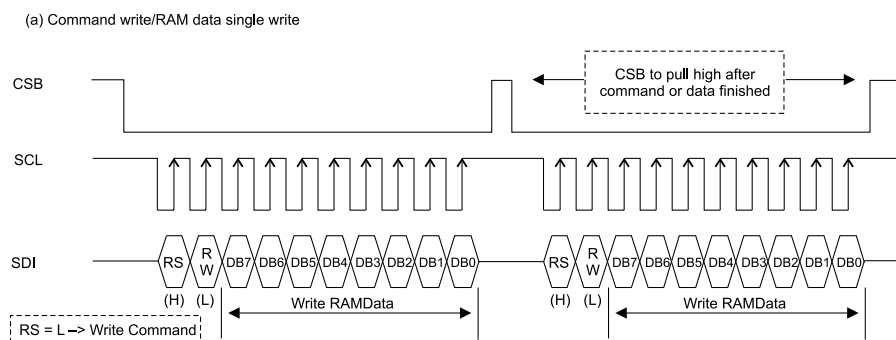 (a) Command write/RAM data single write
CSB
CSB to pull high after
command or data finished
SCL
SDI
RS RW DB7 DB6 DB5 DB4 DB3 DB2 DB1 DB0 RS RW DB7 DB6 DB5 DB4 DB3 DB2 DB1 DB0
(H) (L) Write RAMData (H) (L) Write RAMData
RS = L –> Write Command